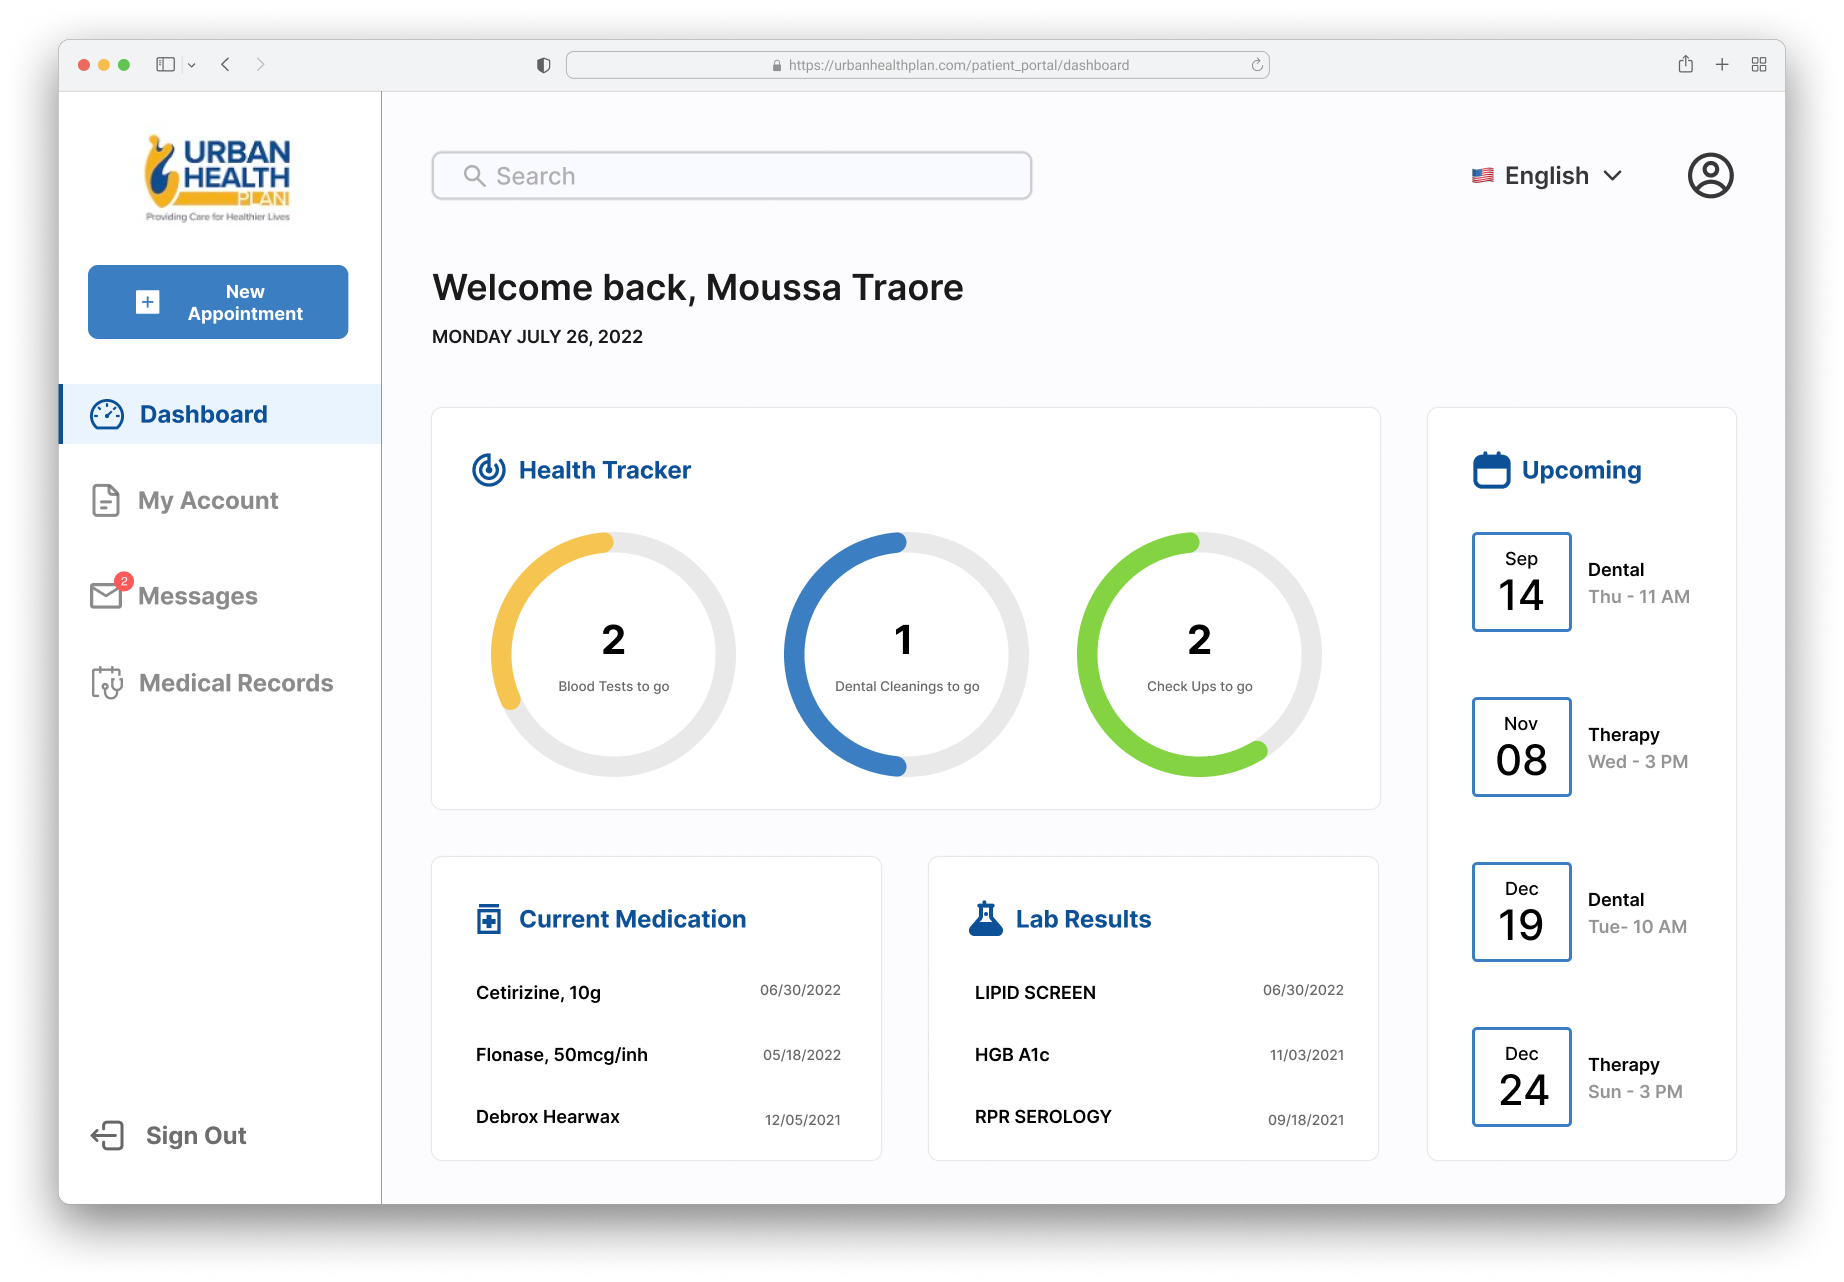 https://urbanhealthplan.com/patient_portal/dashboard
URBAN
HEALTH
PLAN
Providing Care for Healthier Lives
New
Appointment
Dashboard
My Account
2
Messages
Medical Records
Sign Out
Search
English
Welcome back, Moussa Traore
MONDAY JULY 26, 2022
Health Tracker
2
Blood Tests to go
1
Dental Cleanings to go
2
Check Ups to go
Current Medication
Cetirizine, 10g 06/30/2022
Flonase, 50mcg/inh 05/18/2022
Debrox Hearwax 12/05/2021
Lab Results
LIPID SCREEN 06/30/2022
HGB A1c 11/03/2021
RPR SEROLOGY 09/18/2021
Upcoming
Sep
14
Dental
Thu - 11 AM
Nov
08
Therapy
Wed - 3 PM
Dec
19
Dental
Tue- 10 AM
Dec
24
Therapy
Sun - 3 PM